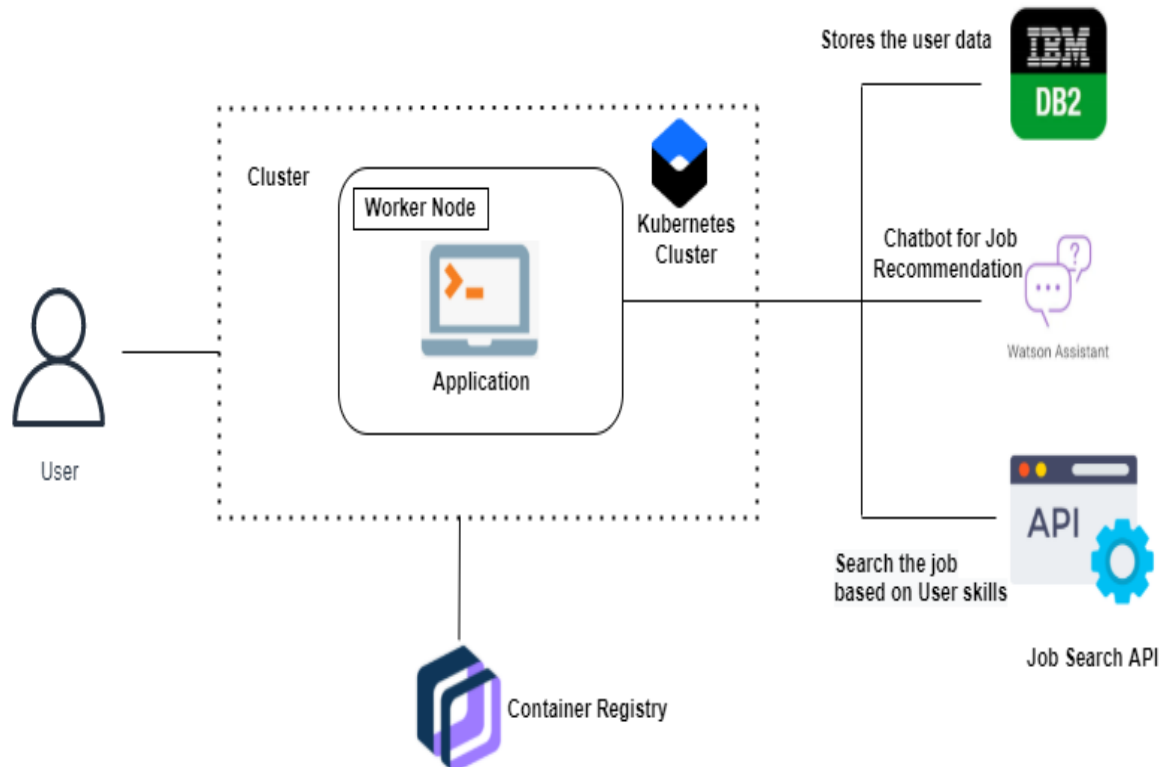 Stores the user data
IBM
DB2
Cluster
Worker Node
Kubernetes
Cluster
Application
Chatbot for Job
Recommendation
?
Watson Assistant
User
API
Search the job
based on User skills
Job Search API
Container Registry